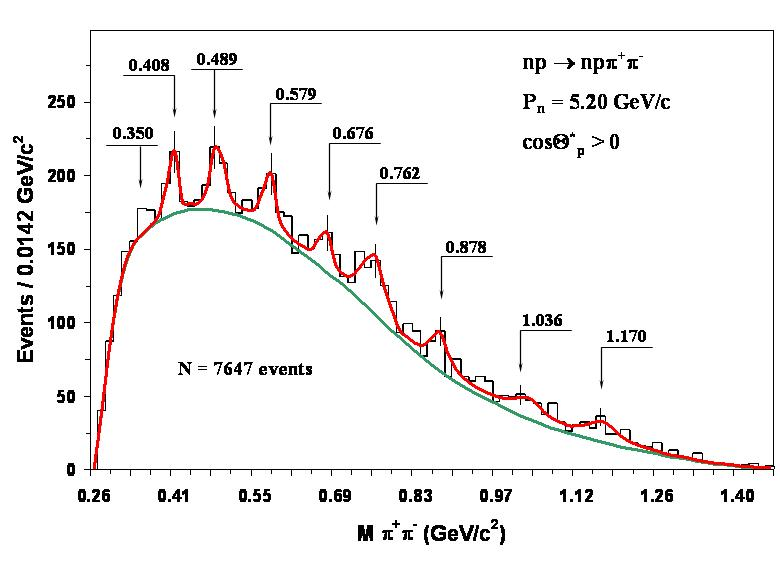 0.408
0.489
0.350
0.579
0.676
0.762
0.878
1.036
1.170
np → npπ⁺π⁻
Pₙ = 5.20 GeV/c
cosΘ*ₚ > 0
N = 7647 events
Events / 0.0142 GeV/c²
250
200
150
100
50
0
0.26 0.41 0.55 0.69 0.83 0.97 1.12 1.26 1.40
M π⁺π⁻ (GeV/c²)